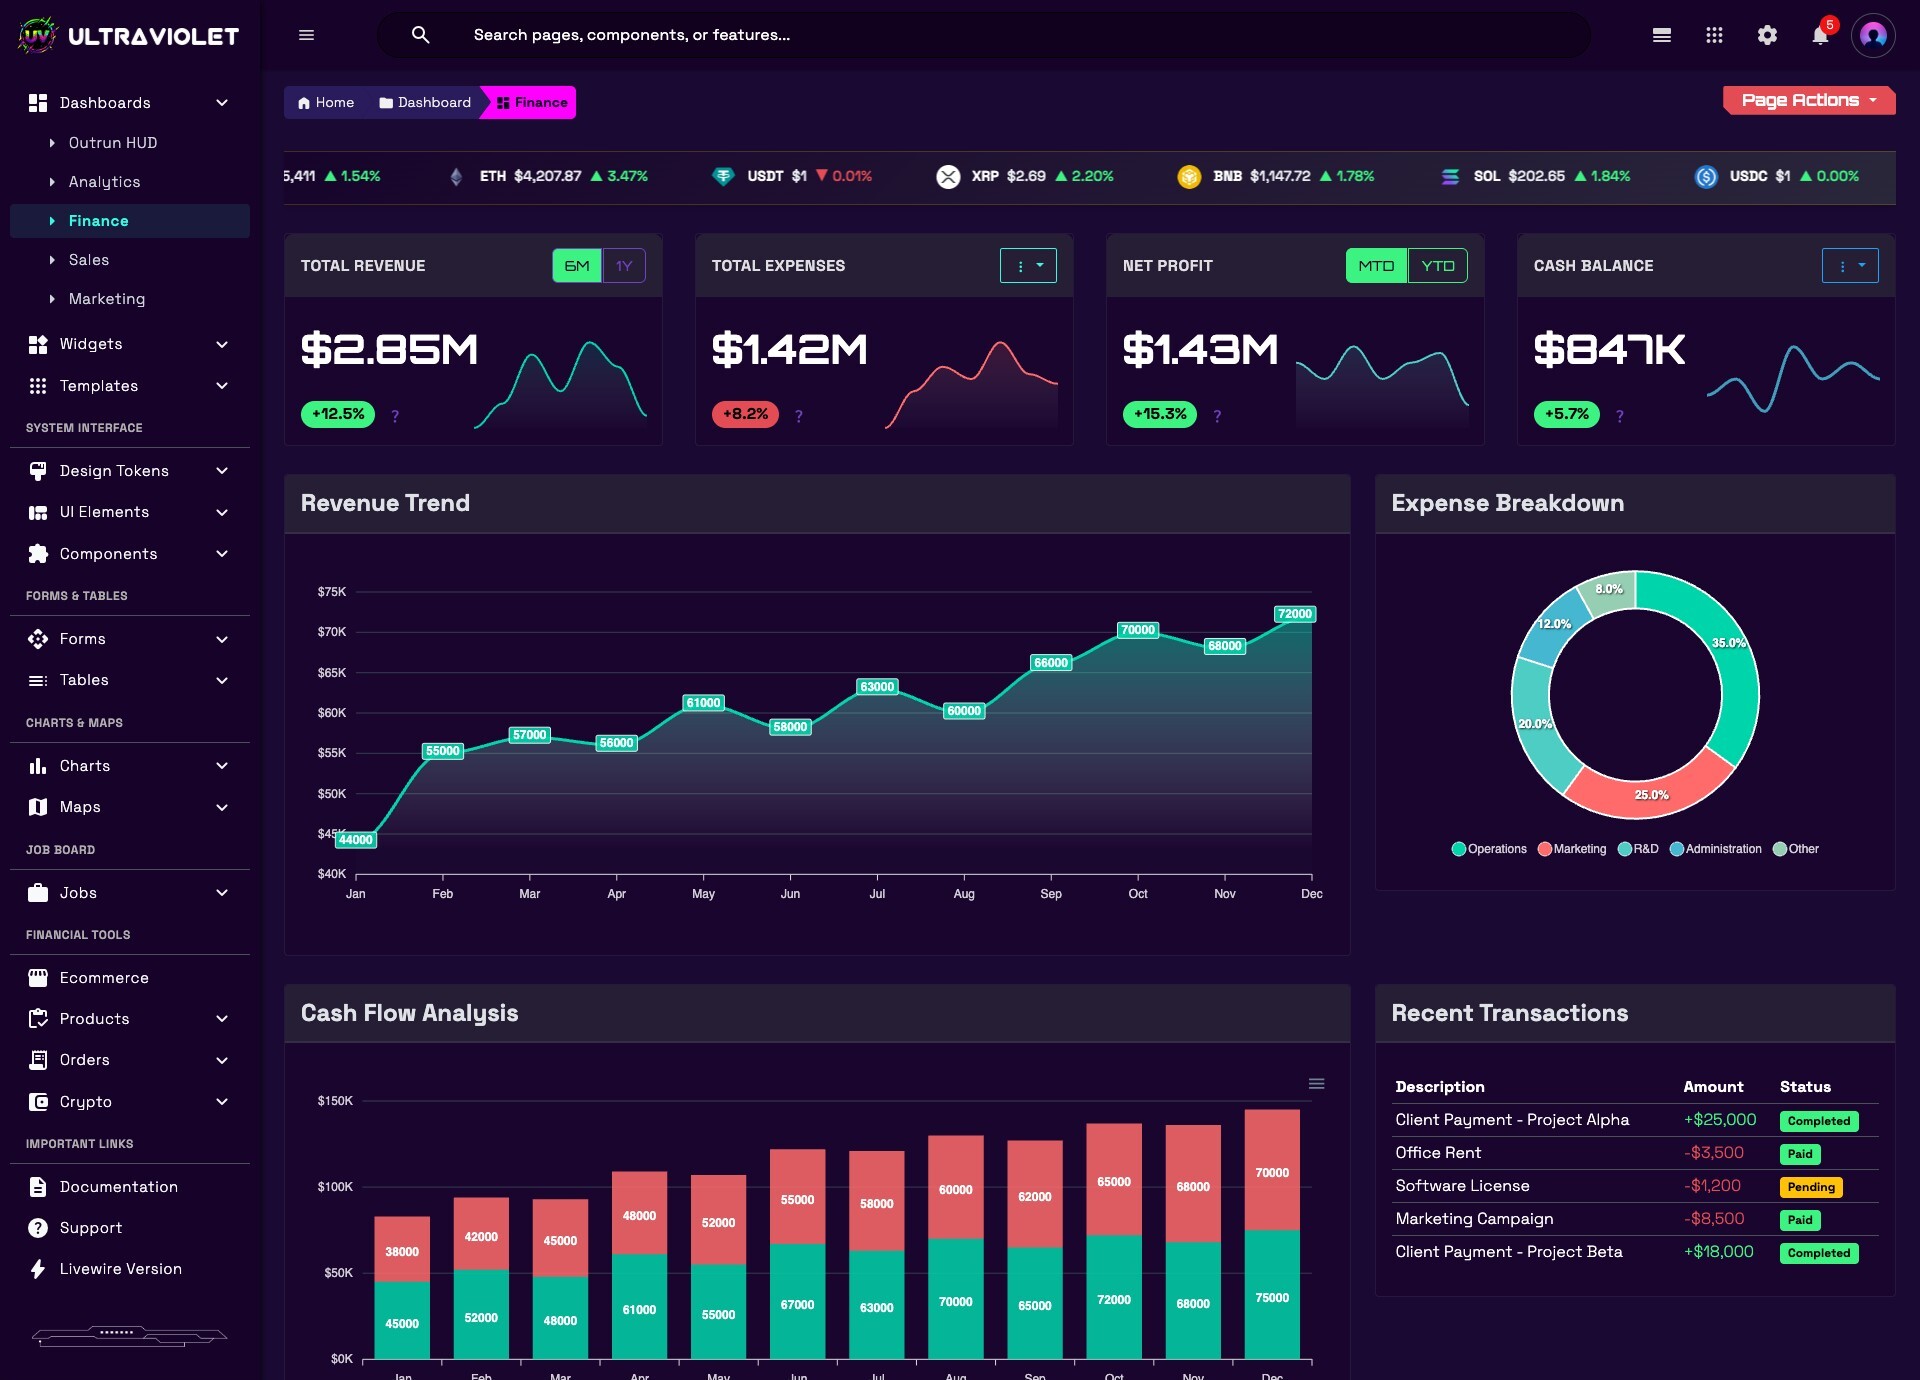 ULTRAVIOLET
Search pages, components, or features...
5
Dashboards
Outrun HUD
Analytics
Finance
Sales
Marketing
Widgets
Templates
SYSTEM INTERFACE
Design Tokens
UI Elements
Components
FORMS & TABLES
Forms
Tables
CHARTS & MAPS
Charts
Maps
JOB BOARD
Jobs
FINANCIAL TOOLS
Ecommerce
Products
Orders
Crypto
IMPORTANT LINKS
Documentation
Support
Livewire Version
Home Dashboard Finance
Page Actions
5,411 ▲ 1.54% ETH $4,207.87 ▲ 3.47% USDT $1 ▼ 0.01% XRP $2.69 ▲ 2.20% BNB $1,147.72 ▲ 1.78% SOL $202.65 ▲ 1.84% USDC $1 ▲ 0.00%
TOTAL REVENUE 6M 1Y
$2.85M
+12.5% ?
TOTAL EXPENSES
$1.42M
+8.2% ?
NET PROFIT MTD YTD
$1.43M
+15.3% ?
CASH BALANCE
$847K
+5.7% ?
Revenue Trend
$75K
$70K
$65K
$60K
$55K
$50K
$40K
44000 55000 57000 56000 61000 58000 63000 60000 66000 70000 68000 72000
Jan Feb Mar Apr May Jun Jul Aug Sep Oct Nov Dec
Expense Breakdown
8.0%
12.0%
35.0%
20.0%
25.0%
Operations Marketing R&D Administration Other
Cash Flow Analysis
$150K
$100K
$50K
$0K
38000 42000 45000 48000 52000 55000 58000 60000 62000 65000 68000 70000
45000 52000 48000 61000 55000 67000 63000 70000 65000 72000 68000 75000
Jan Feb Mar Apr May Jun Jul Aug Sep Oct Nov Dec
Recent Transactions
Description Amount Status
Client Payment - Project Alpha +$25,000 Completed
Office Rent -$3,500 Paid
Software License -$1,200 Pending
Marketing Campaign -$8,500 Paid
Client Payment - Project Beta +$18,000 Completed